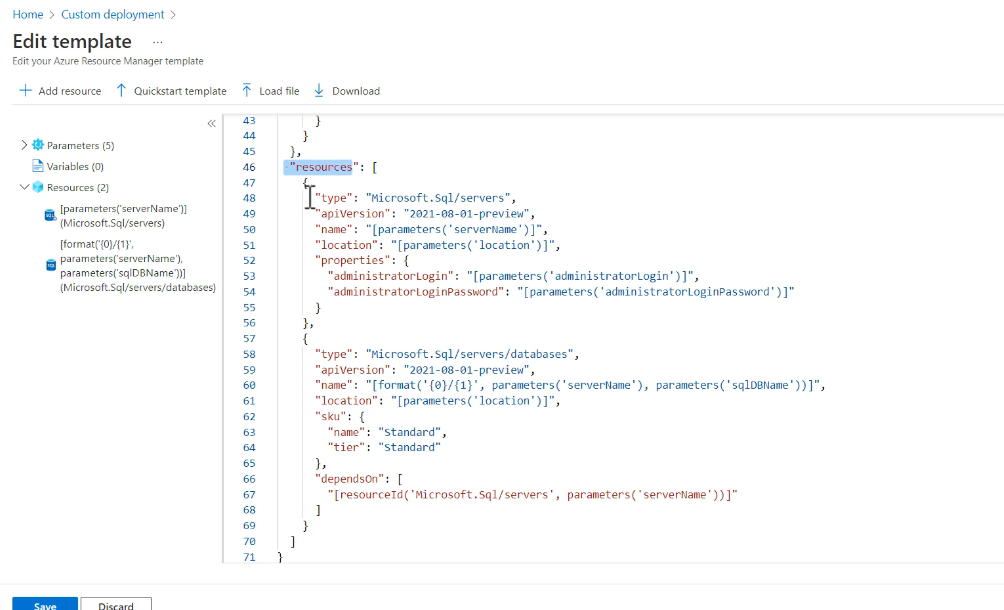 Home > Custom deployment >
Edit template ...
Edit your Azure Resource Manager template
Add resource Quickstart template Load file Download
«
Parameters (5)
Variables (0)
Resources (2)
[parameters('serverName')]
(Microsoft.Sql/servers)
[format('{0}/{1}',
parameters('serverName'),
parameters('sqlDBName'))]
(Microsoft.Sql/servers/databases)
43 }
44 }
45 },
46 "resources": [
47 {
48 "type": "Microsoft.Sql/servers",
49 "apiVersion": "2021-08-01-preview",
50 "name": "[parameters('serverName')]",
51 "location": "[parameters('location')]",
52 "properties": {
53 "administratorLogin": "[parameters('administratorLogin')]",
54 "administratorLoginPassword": "[parameters('administratorLoginPassword')]"
55 }
56 },
57 {
58 "type": "Microsoft.Sql/servers/databases",
59 "apiVersion": "2021-08-01-preview",
60 "name": "[format('{0}/{1}', parameters('serverName'), parameters('sqlDBName'))]",
61 "location": "[parameters('location')]",
62 "sku": {
63 "name": "Standard",
64 "tier": "Standard"
65 },
66 "dependsOn": [
67 "[resourceId('Microsoft.Sql/servers', parameters('serverName'))]"
68 ]
69 }
70 ]
71 }
Save Discard